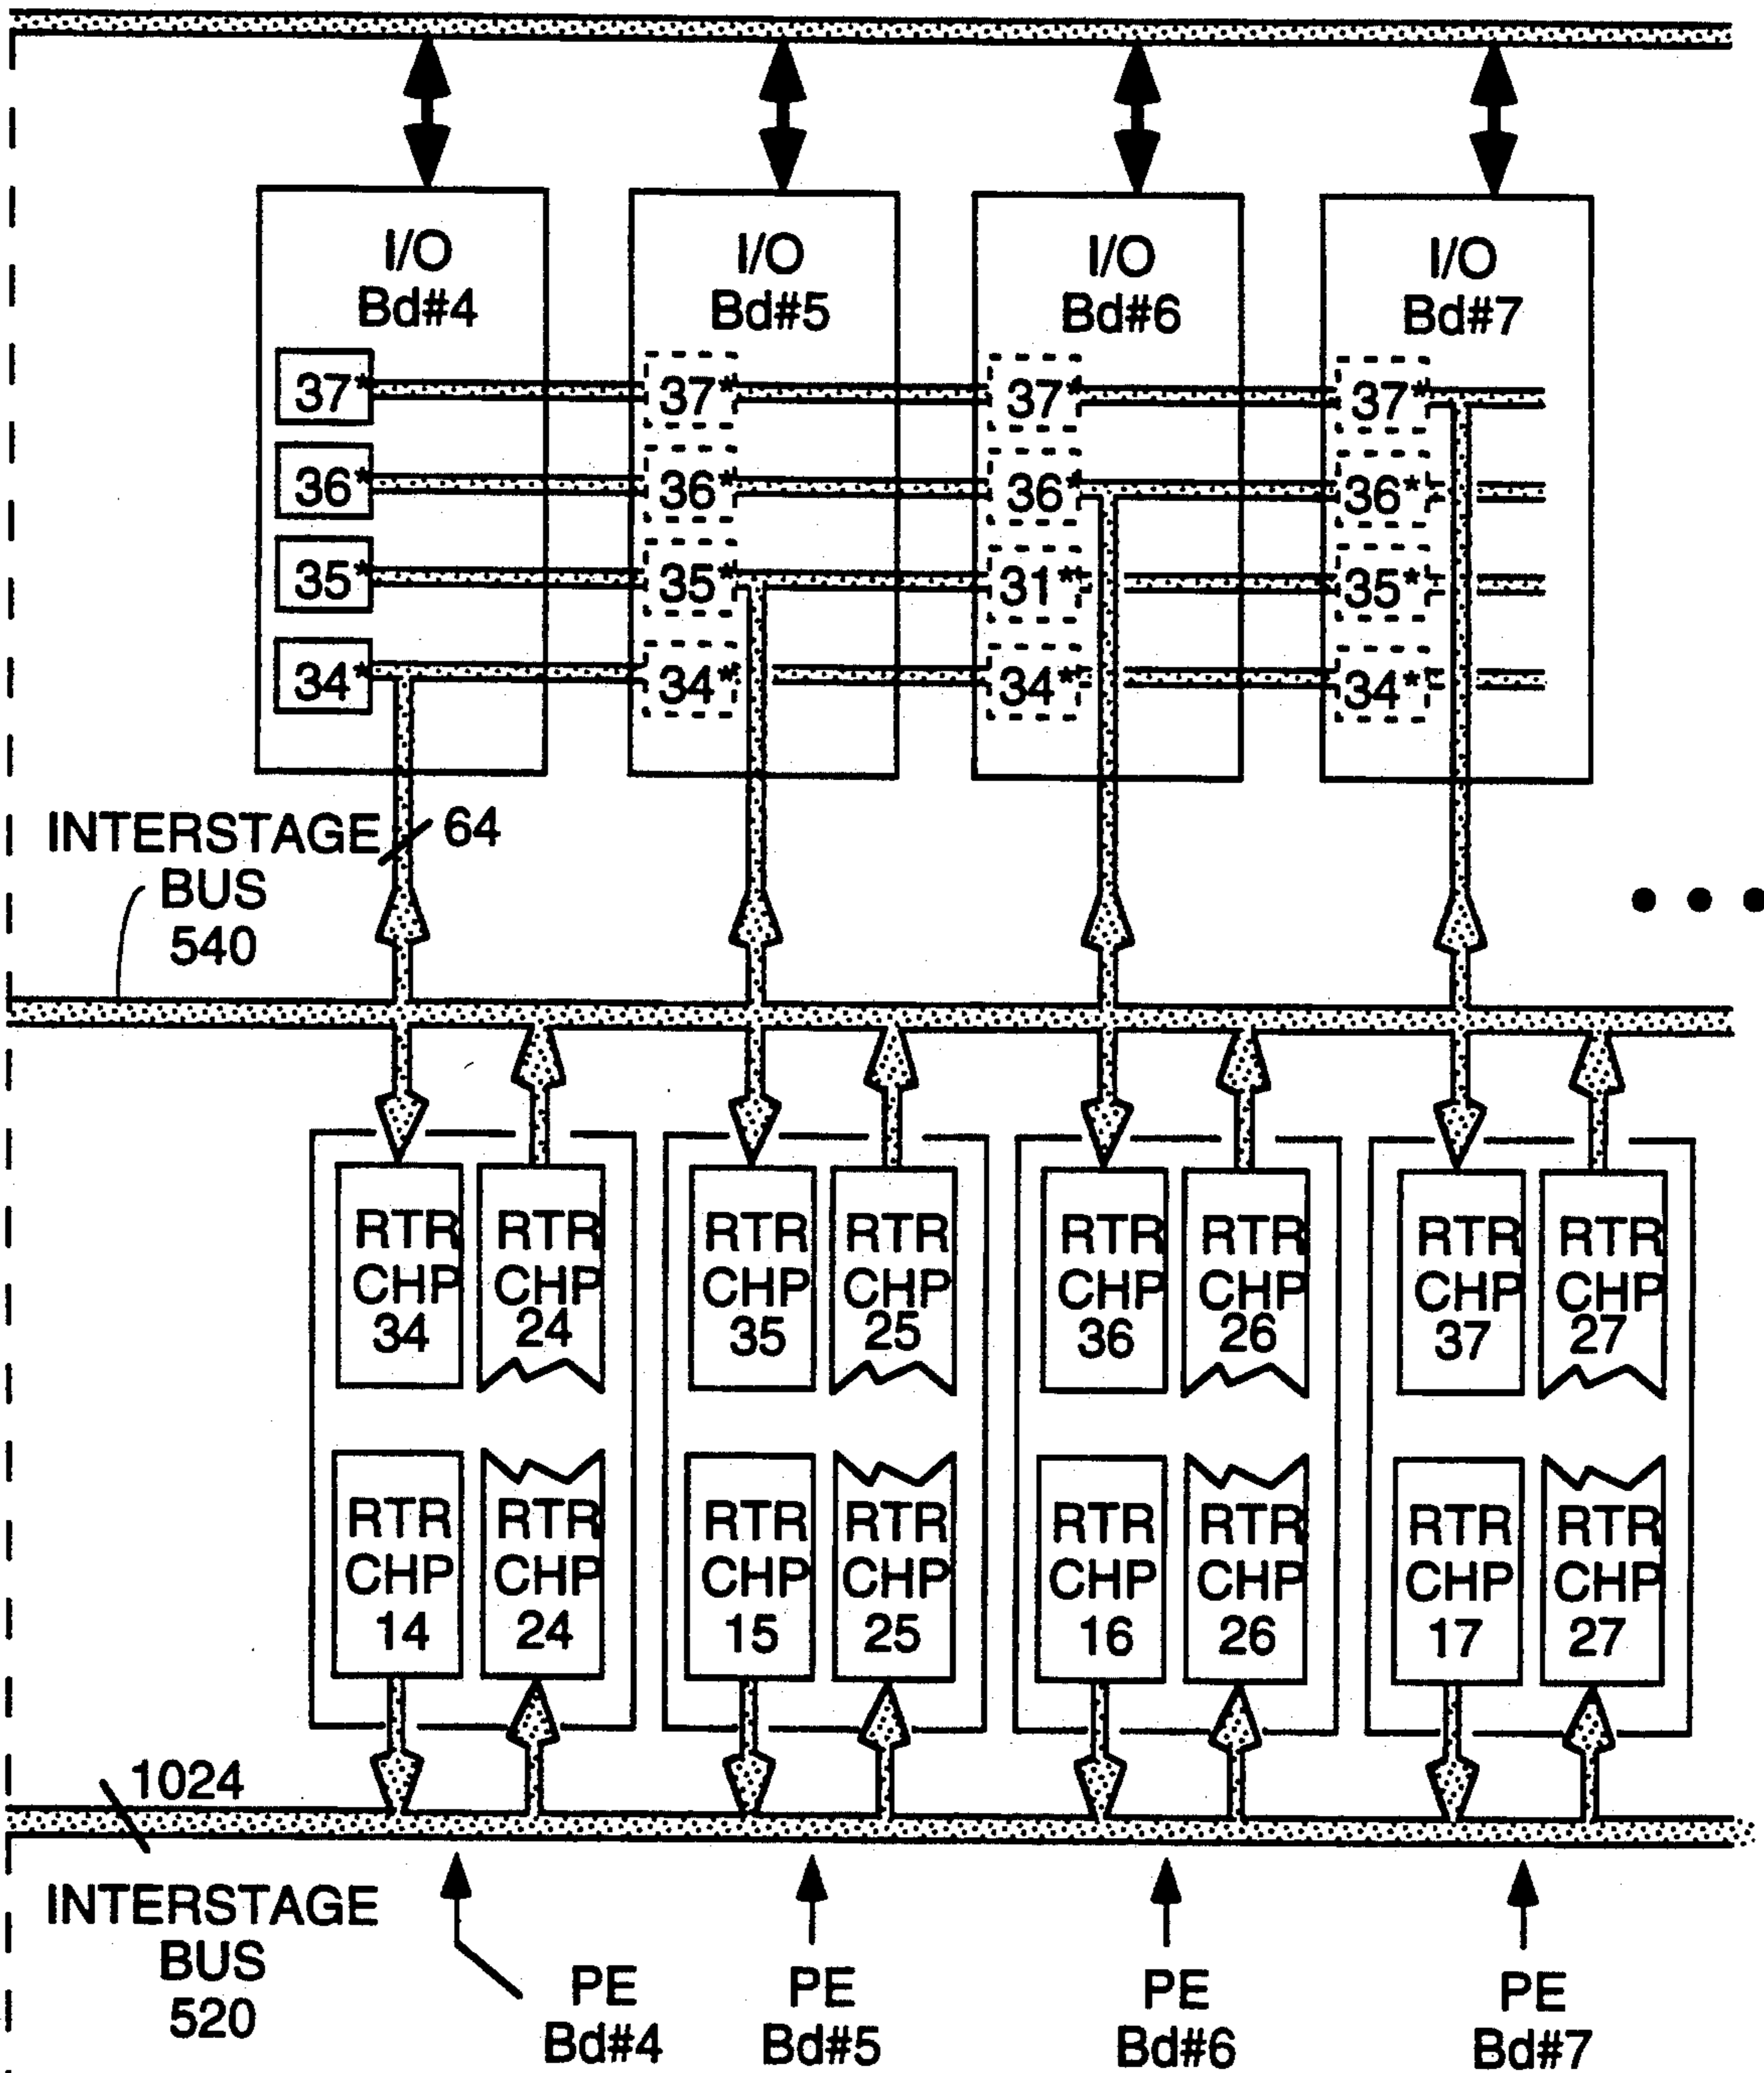 I/O
Bd#4
I/O
Bd#5
I/O
Bd#6
I/O
Bd#7
37*
37*
37*
37*
36*
36*
36*
36*
35*
35*
31*
35*
34*
34*
34*
34*
INTERSTAGE
BUS
540
64
RTR
CHP
34
RTR
CHP
24
RTR
CHP
35
RTR
CHP
25
RTR
CHP
36
RTR
CHP
26
RTR
CHP
37
RTR
CHP
27
RTR
CHP
14
RTR
CHP
24
RTR
CHP
15
RTR
CHP
25
RTR
CHP
16
RTR
CHP
26
RTR
CHP
17
RTR
CHP
27
1024
INTERSTAGE
BUS
520
PE
Bd#4
PE
Bd#5
PE
Bd#6
PE
Bd#7